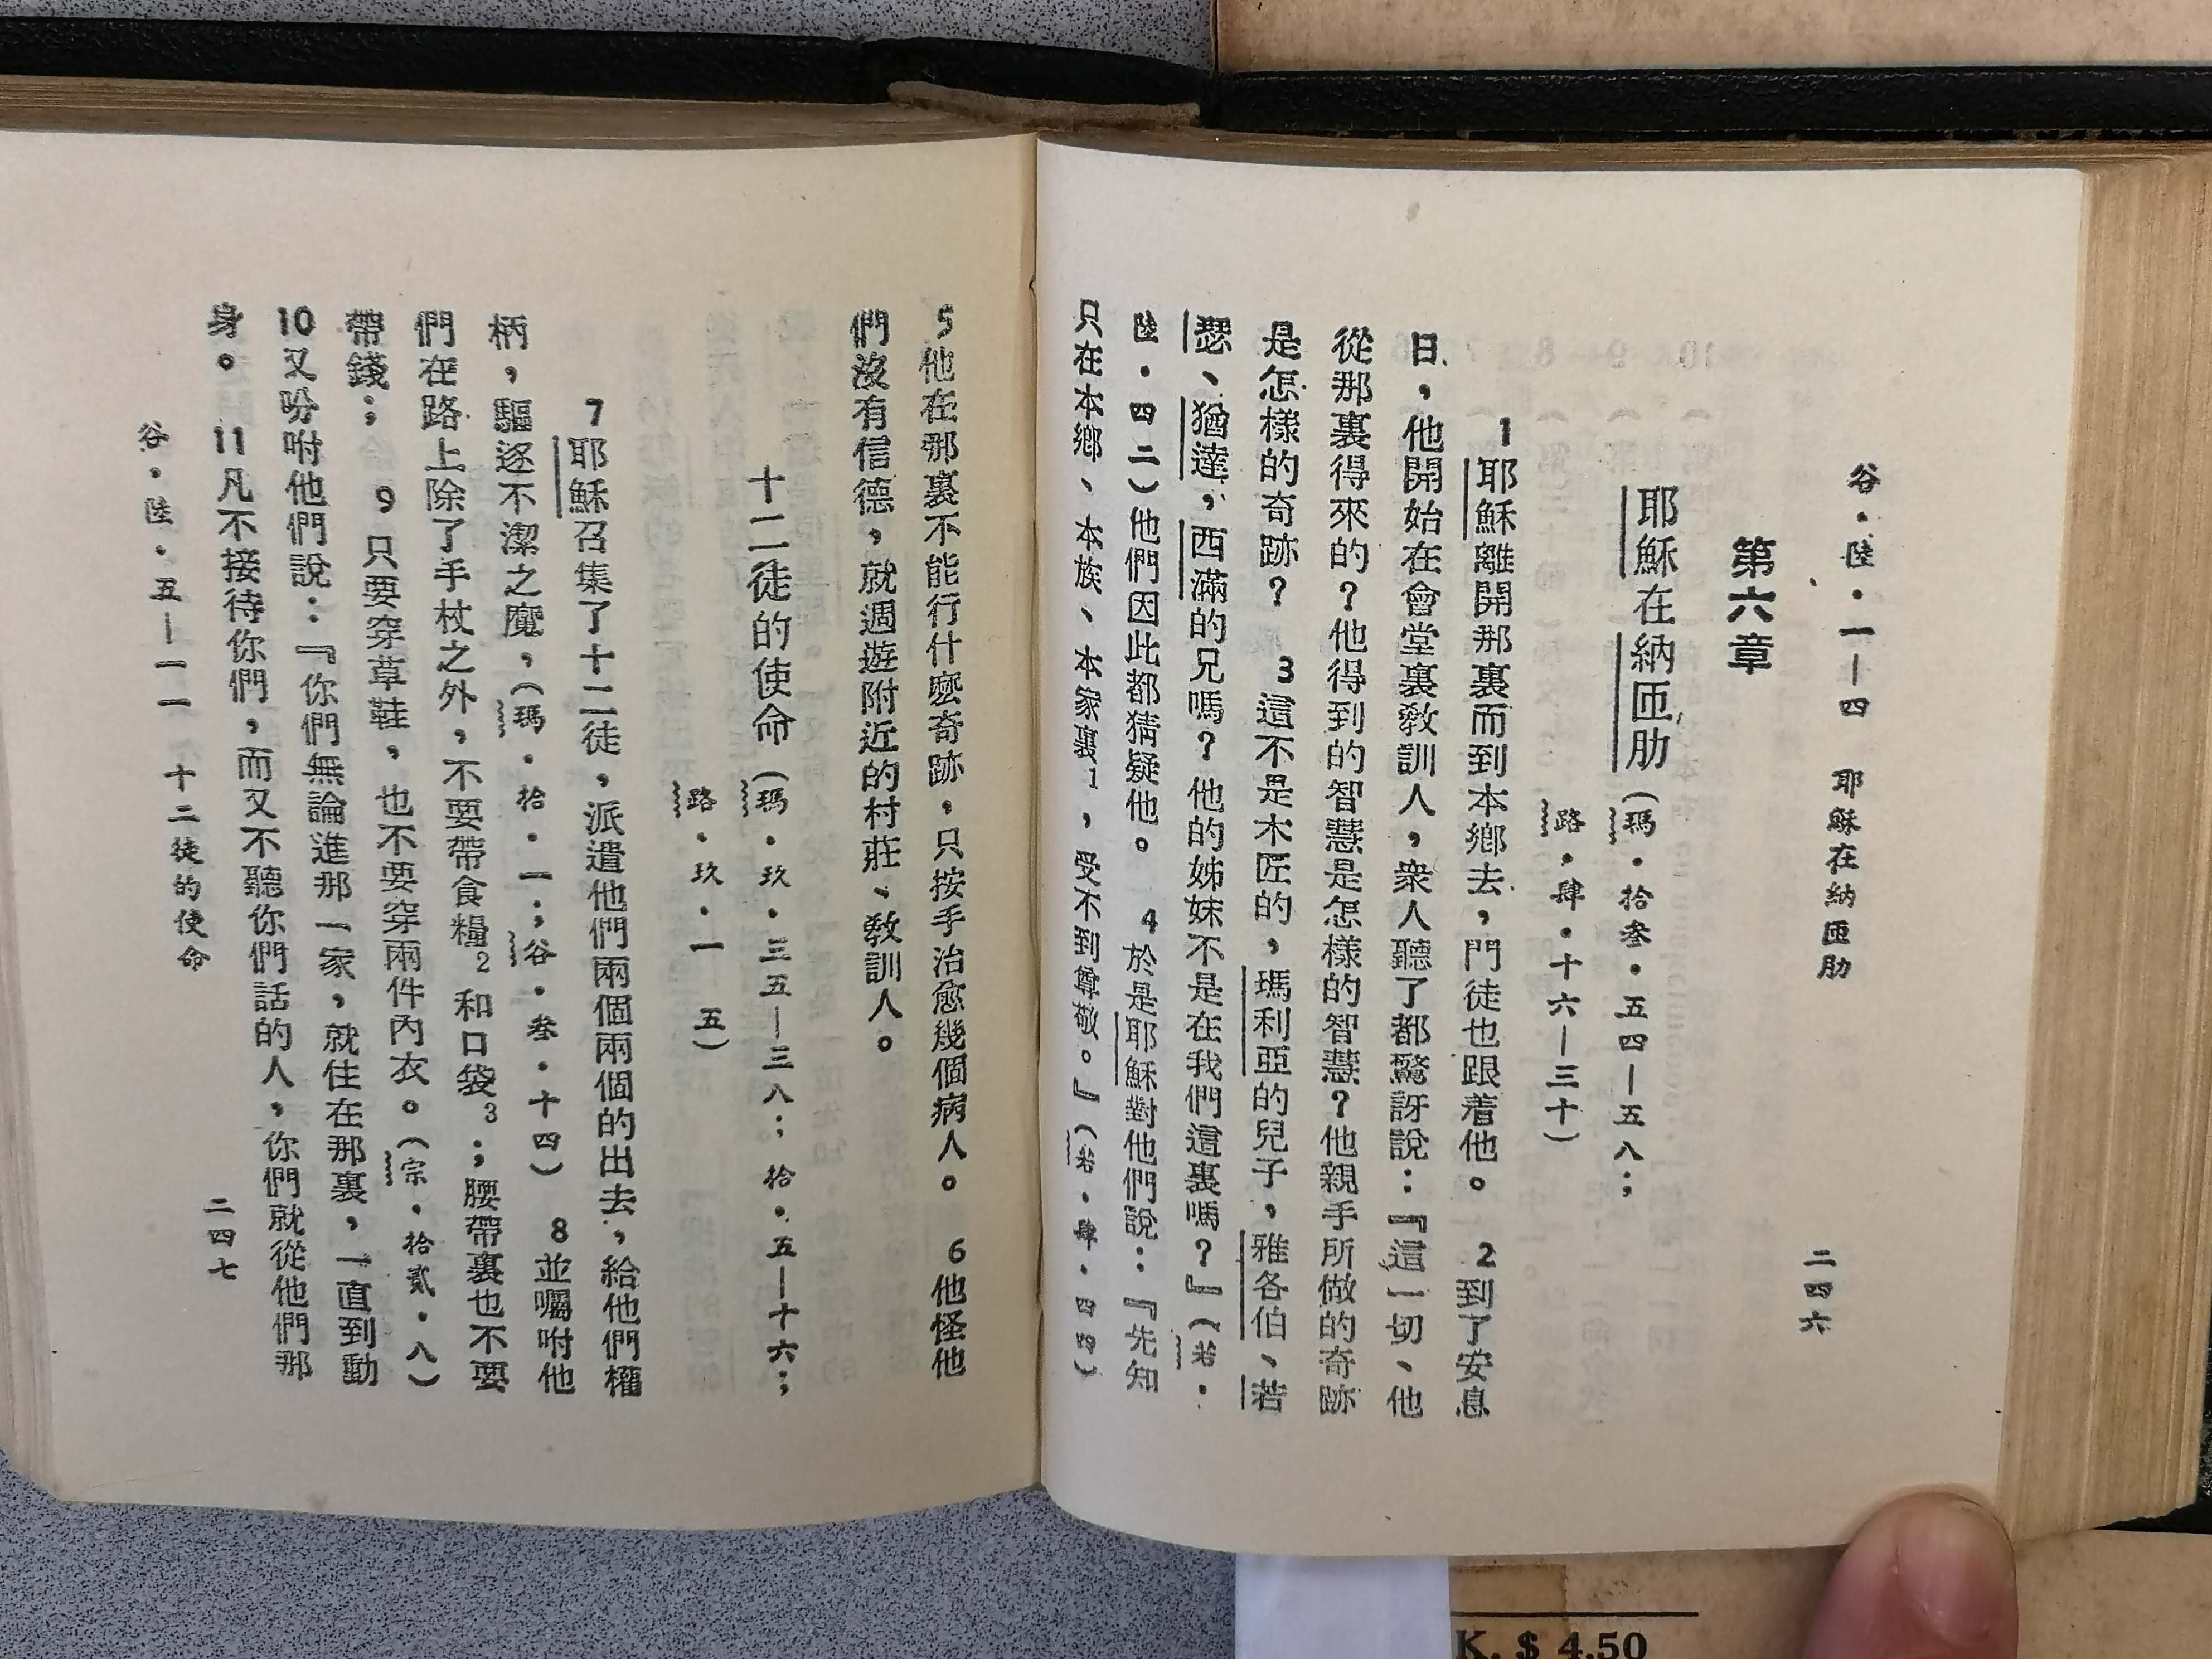 谷·陸·一—四　耶穌在納匝肋　二四六
第六章
耶穌在納匝肋（瑪·拾叁·五四—五八；
路·肆·十六—三十）
1耶穌離開那裏而到本鄉去，門徒也跟着他。　2到了安息
日，他開始在會堂裏教訓人，衆人聽了都驚訝說：『這一切、他
從那裏得來的？他得到的智慧是怎樣的智慧？他親手所做的奇跡
是怎樣的奇跡？　3這不是木匠的，瑪利亞的兒子，雅各伯、若
瑟、猶達，西滿的兄嗎？他的姊妹不是在我們這裏嗎？』（若·
陸·四二）他們因此都猜疑他。　4於是耶穌對他們說：『先知
只在本鄉、本族、本家裏1，受不到尊敬。』（若·肆·四四）
5他在那裏不能行什麼奇跡，只按手治愈幾個病人。　6他怪他
們沒有信德，就週遊附近的村莊、敎訓人。
十二徒的使命（瑪·玖·三五—三八；拾·五—十六；
路·玖·一　五）
7耶穌召集了十二徒，派遣他們兩個兩個的出去，給他們權
柄，驅逐不潔之魔，（瑪·拾·一；谷·叁·十四）　8並囑咐他
們在路上除了手杖之外，不要帶食糧2和口袋3；腰帶裏也不要
帶錢；　9，只要穿草鞋，也不要穿兩件內衣。（宗·拾貳·八）
10又吩咐他們說：『你們無論進那一家，就住在那裏，一直到動
身。　11凡不接待你們，而又不聽你們話的人，你們就從他們那
谷·陸·五—一一　十二徒的使命　二四七
K. $ 4.50